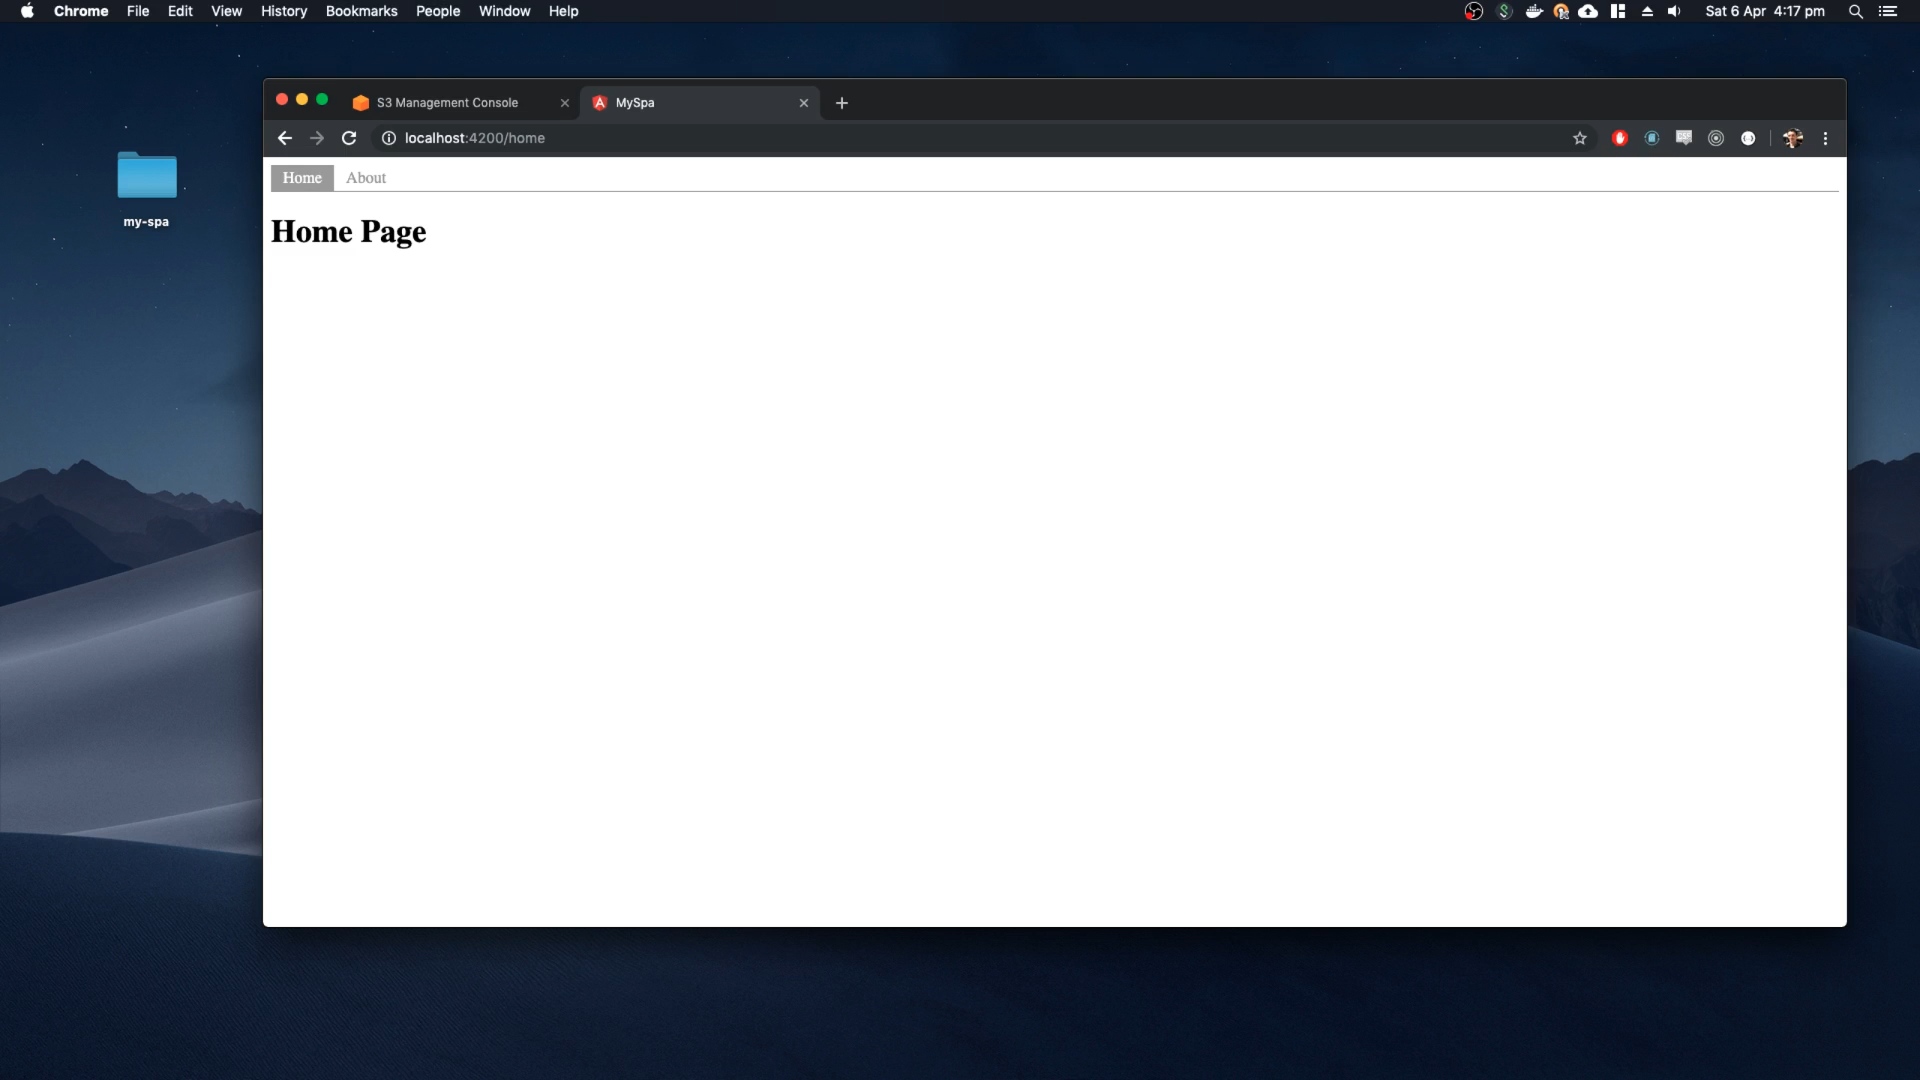 Chrome File Edit View History Bookmarks People Window Help
Sat 6 Apr 4:17 pm
S3 Management Console
MySpa
localhost:4200/home
Home About
Home Page
my-spa